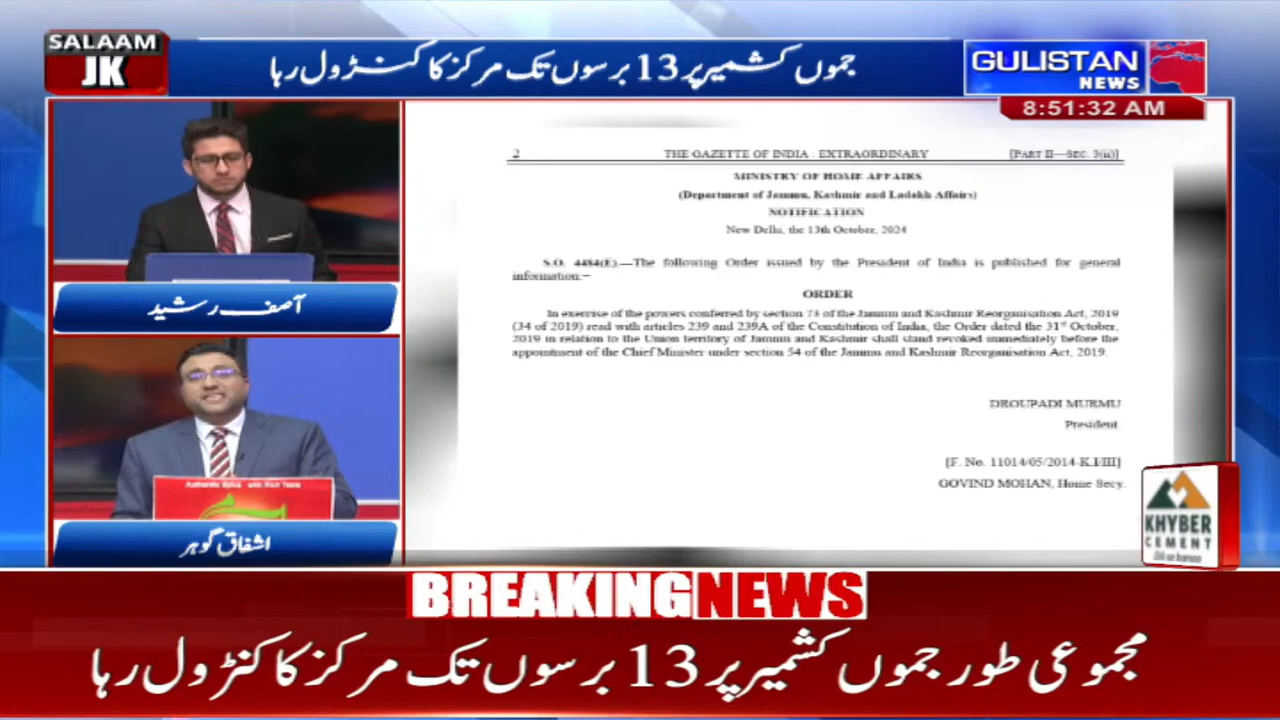 SALAAM
JK
جموں کشمیر پر 13 برسوں تک مرکز کا کنٹرول رہا
GULISTAN
NEWS
8:51:32 AM
آصف رشید
2 THE GAZETTE OF INDIA : EXTRAORDINARY [PART II—SEC. 3(ii)]
MINISTRY OF HOME AFFAIRS
(Department of Jammu, Kashmir and Ladakh Affairs)
NOTIFICATION
New Delhi, the 13th October, 2024
S.O. 4484(E).—The following Order issued by the President of India is published for general
information:–
ORDER
In exercise of the powers conferred by section 73 of the Jammu and Kashmir Reorganisation Act, 2019
(34 of 2019) read with articles 239 and 239A of the Constitution of India, the Order dated the 31st October,
2019 in relation to the Union territory of Jammu and Kashmir shall stand revoked immediately before the
appointment of the Chief Minister under section 54 of the Jammu and Kashmir Reorganisation Act, 2019.
DROUPADI MURMU
President.
[F. No. 11014/05/2014-K.I/III]
GOVIND MOHAN, Home Secy.
اشفاق گوہر
KHYBER
CEMENT
BREAKING NEWS
مجموعی طور جموں کشمیر پر 13 برسوں تک مرکز کا کنٹرول رہا